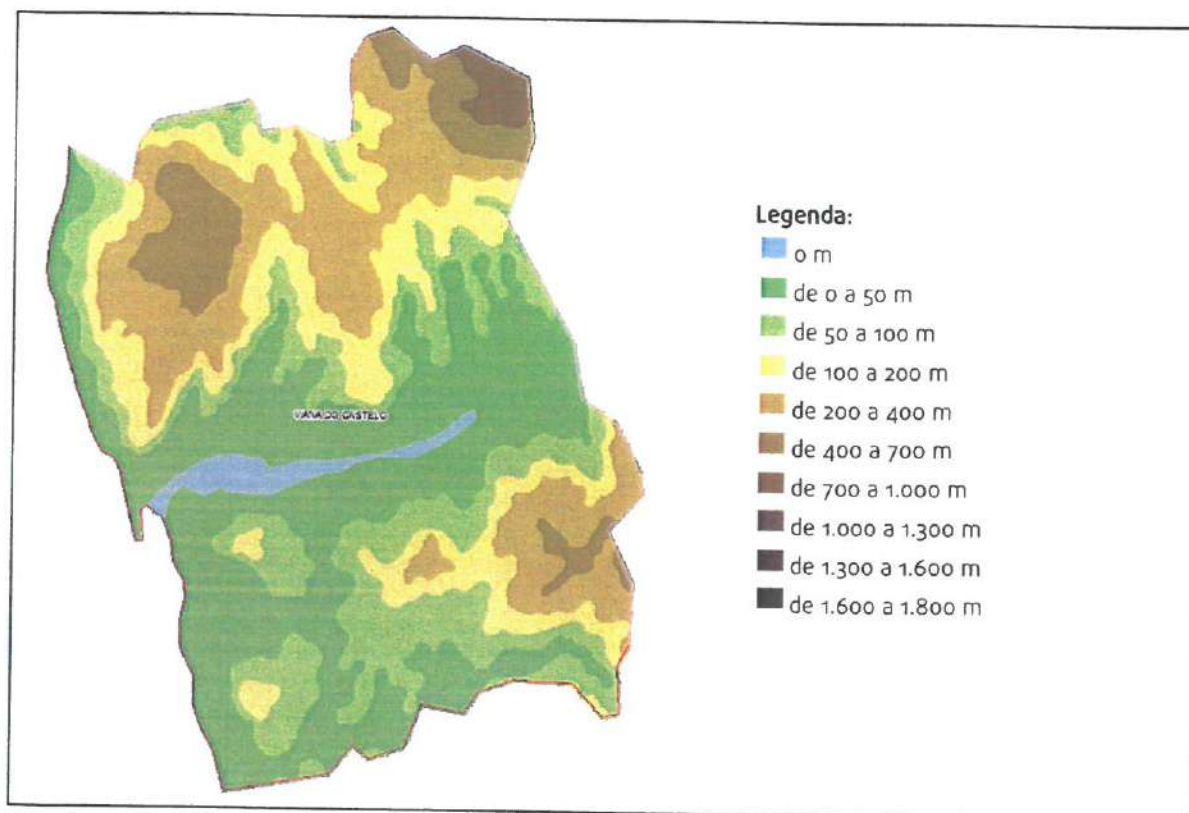 VIANA DO CASTELO
Legenda:
0 m
de 0 a 50 m
de 50 a 100 m
de 100 a 200 m
de 200 a 400 m
de 400 a 700 m
de 700 a 1.000 m
de 1.000 a 1.300 m
de 1.300 a 1.600 m
de 1.600 a 1.800 m